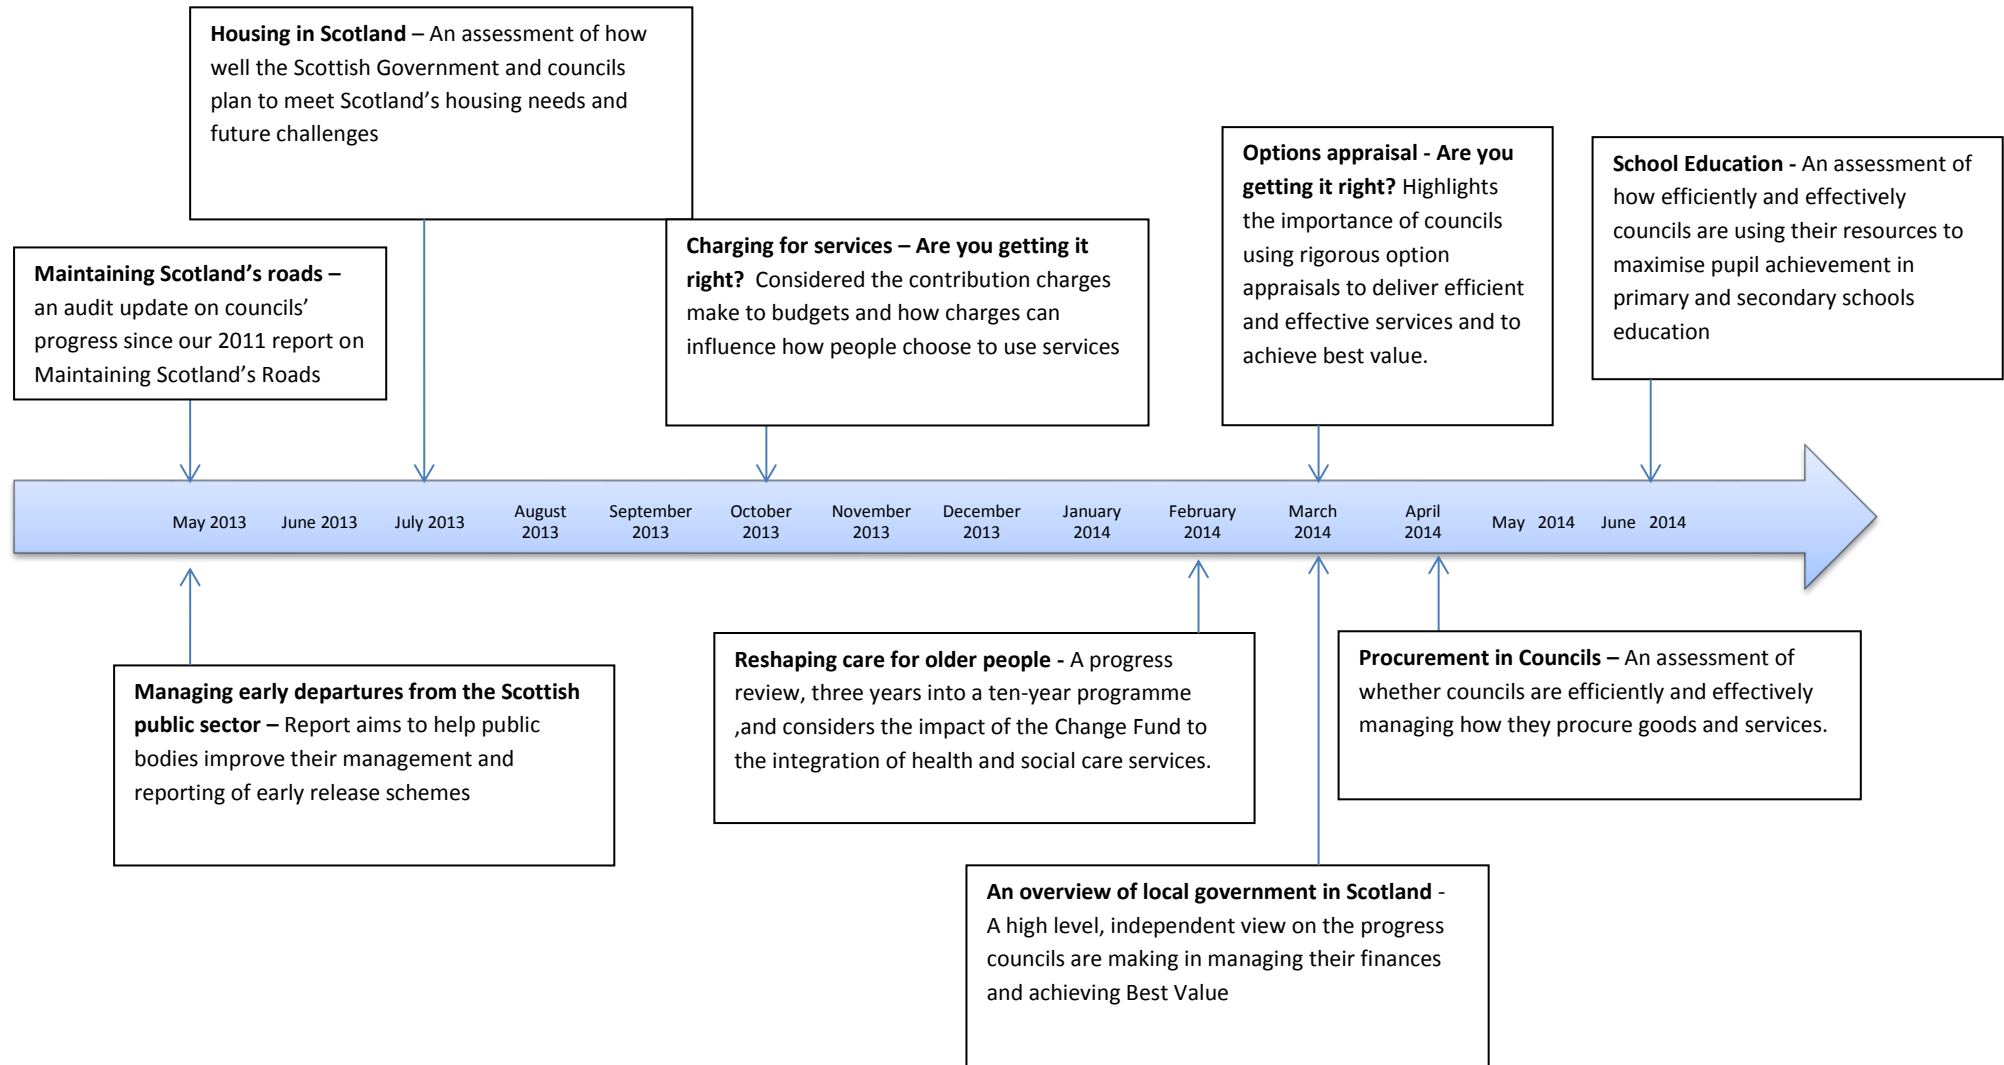 Housing in Scotland – An assessment of how
well the Scottish Government and councils
plan to meet Scotland’s housing needs and
future challenges
Maintaining Scotland’s roads –
an audit update on councils’
progress since our 2011 report on
Maintaining Scotland’s Roads
Charging for services – Are you getting it
right?  Considered the contribution charges
make to budgets and how charges can
influence how people choose to use services
Options appraisal - Are you
getting it right? Highlights
the importance of councils
using rigorous option
appraisals to deliver efficient
and effective services and to
achieve best value.
School Education - An assessment of
how efficiently and effectively
councils are using their resources to
maximise pupil achievement in
primary and secondary schools
education
May 2013
June 2013
July 2013
August
2013
September
2013
October
2013
November
2013
December
2013
January
2014
February
2014
March
2014
April
2014
May  2014
June  2014
Managing early departures from the Scottish
public sector – Report aims to help public
bodies improve their management and
reporting of early release schemes
Reshaping care for older people - A progress
review, three years into a ten-year programme
,and considers the impact of the Change Fund to
the integration of health and social care services.
Procurement in Councils – An assessment of
whether councils are efficiently and effectively
managing how they procure goods and services.
An overview of local government in Scotland -
A high level, independent view on the progress
councils are making in managing their finances
and achieving Best Value